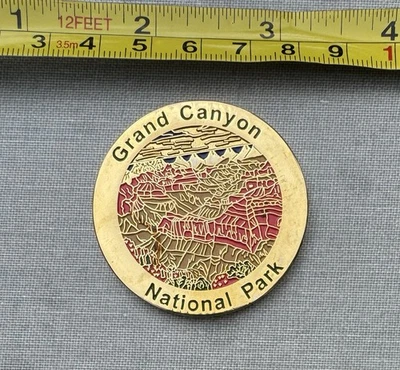 1 12FEET 2 3 4
3 3.5m 4 5 6 7 8 9 1
Grand Canyon
National Park